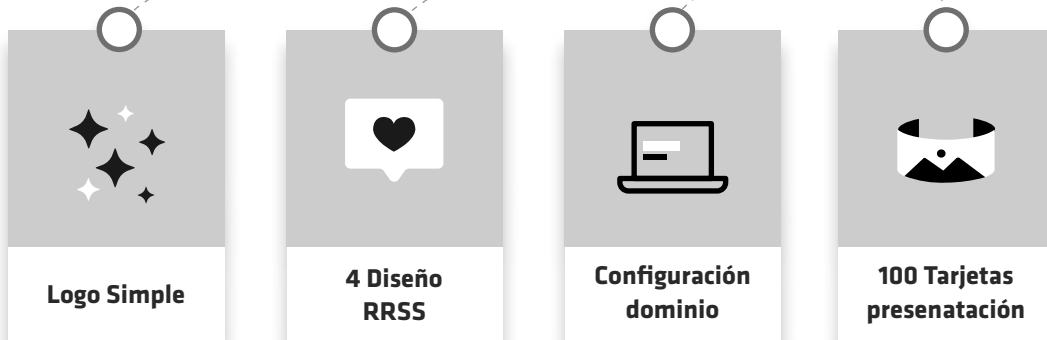 Logo Simple
4 Diseño
RRSS
Configuración
dominio
100 Tarjetas
presenatación